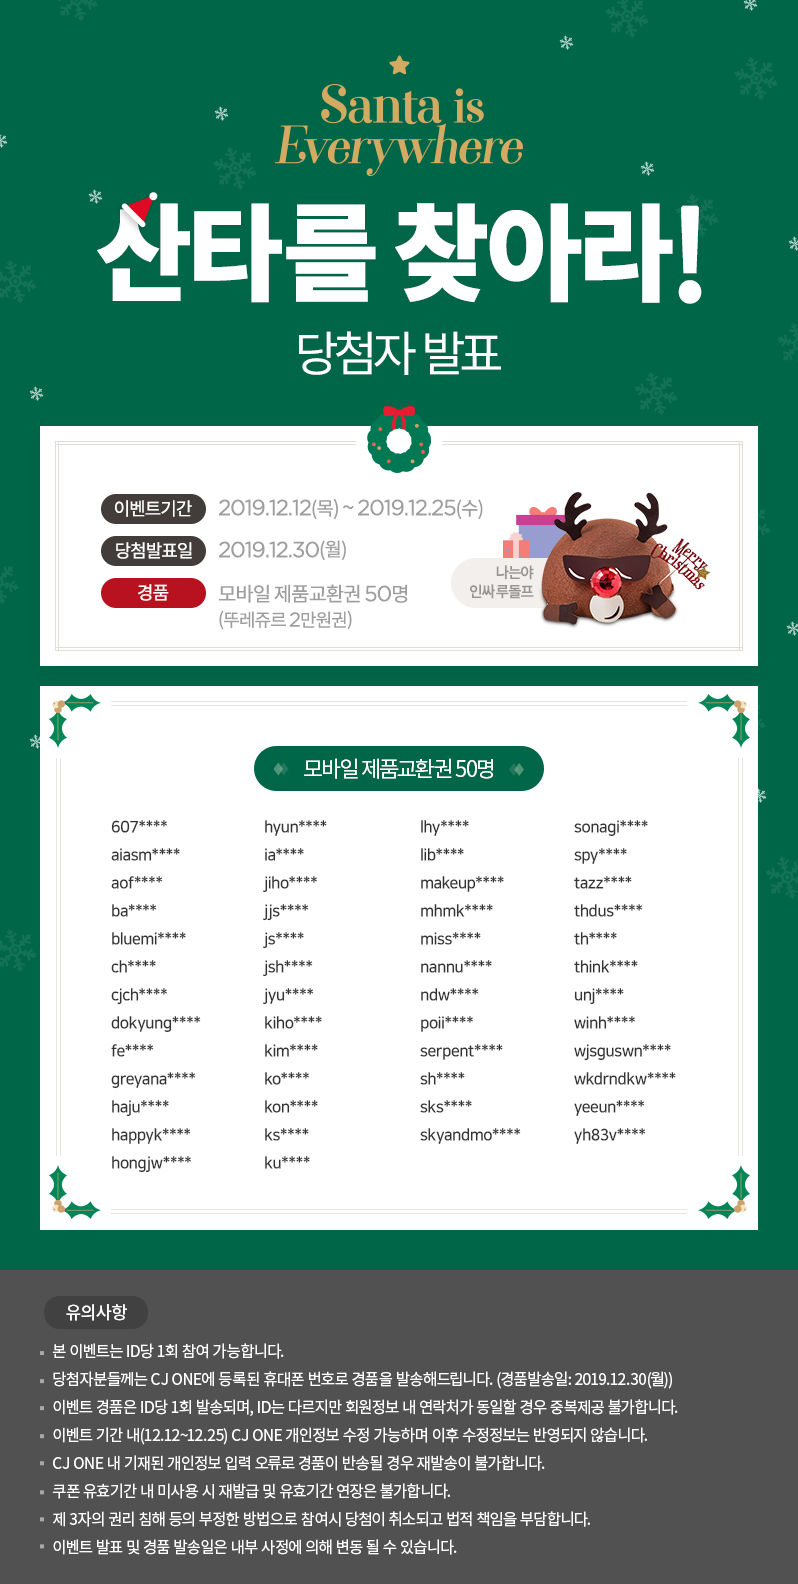 Santa is
Everywhere
산타를 찾아라!
당첨자 발표
이벤트기간 2019.12.12(목) ~ 2019.12.25(수)
당첨발표일 2019.12.30(월)
경품 모바일 제품교환권 50명
(뚜레쥬르 2만원권)
나는야
인싸 루돌프
Merry
Christmas
모바일 제품교환권 50명
607**** hyun**** lhy**** sonagi****
aiasm**** ia**** lib**** spy****
aof**** jiho**** makeup**** tazz****
ba**** jjs**** mhmk**** thdus****
bluemi**** js**** miss**** th****
ch**** jsh**** nannu**** think****
cjch**** jyu**** ndw**** unj****
dokyung**** kiho**** poii**** winh****
fe**** kim**** serpent**** wjsguswn****
greyana**** ko**** sh**** wkdrndkw****
haju**** kon**** sks**** yeeun****
happyk**** ks**** skyandmo**** yh83v****
hongjw**** ku****
유의사항
본 이벤트는 ID당 1회 참여 가능합니다.
당첨자분들께는 CJ ONE에 등록된 휴대폰 번호로 경품을 발송해드립니다. (경품발송일: 2019.12.30(월))
이벤트 경품은 ID당 1회 발송되며, ID는 다르지만 회원정보 내 연락처가 동일할 경우 중복제공 불가합니다.
이벤트 기간 내(12.12~12.25) CJ ONE 개인정보 수정 가능하며 이후 수정정보는 반영되지 않습니다.
CJ ONE 내 기재된 개인정보 입력 오류로 경품이 반송될 경우 재발송이 불가합니다.
쿠폰 유효기간 내 미사용 시 재발급 및 유효기간 연장은 불가합니다.
제 3자의 권리 침해 등의 부정한 방법으로 참여시 당첨이 취소되고 법적 책임을 부담합니다.
이벤트 발표 및 경품 발송일은 내부 사정에 의해 변동 될 수 있습니다.